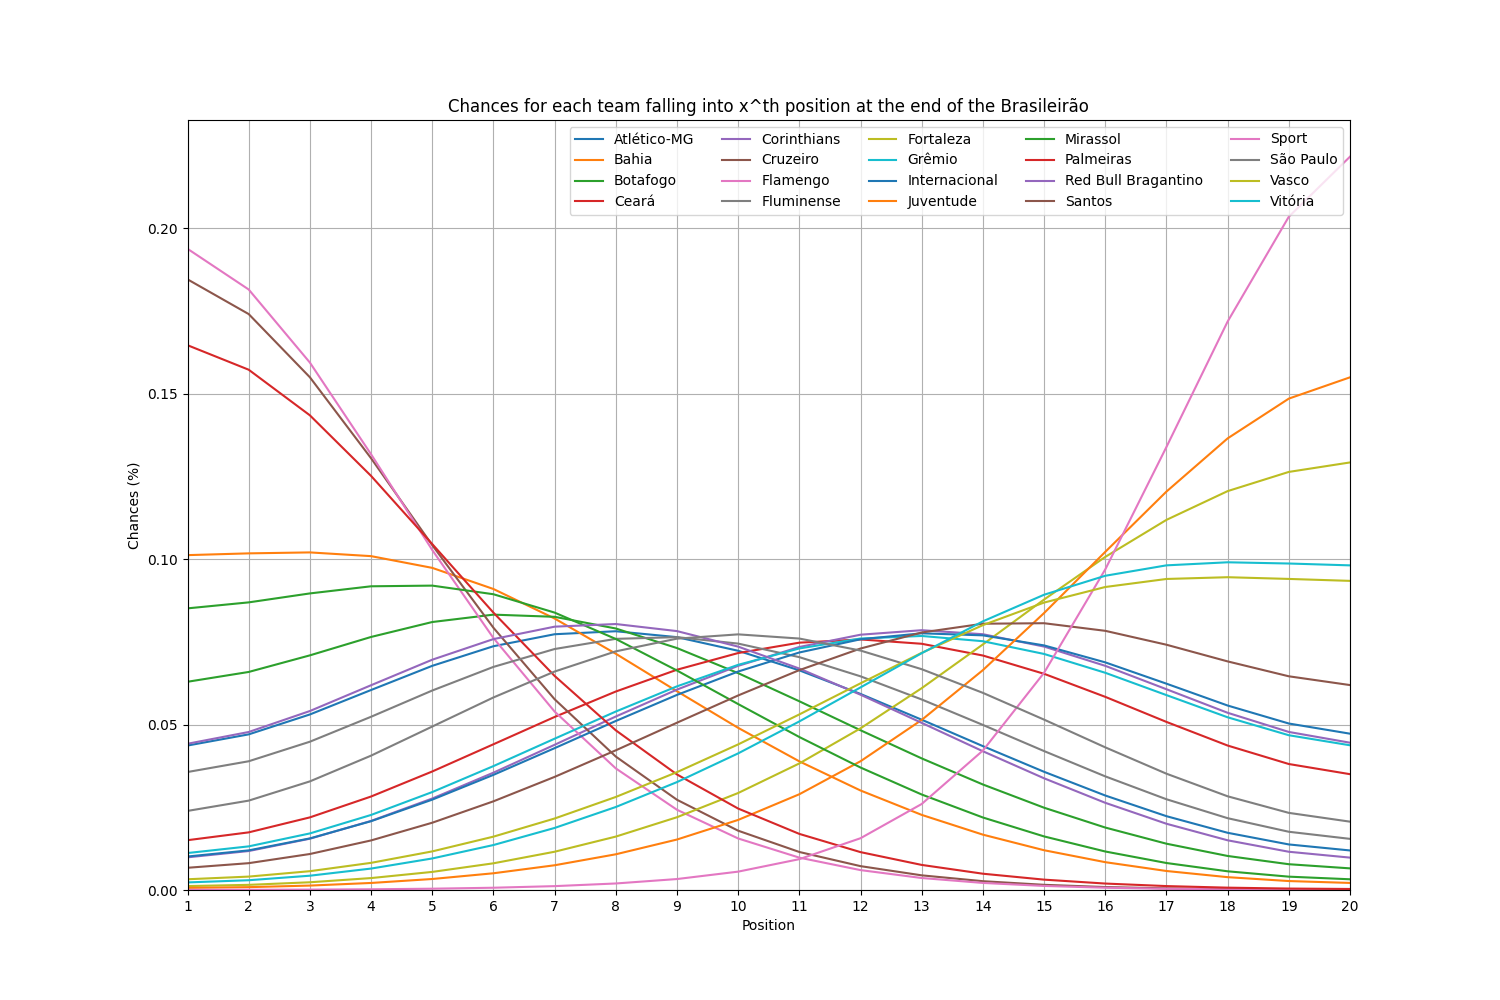 Chances for each team falling into x^th position at the end of the Brasileirão
Atlético-MG Corinthians Fortaleza Mirassol Sport
Bahia Cruzeiro Grêmio Palmeiras São Paulo
Botafogo Flamengo Internacional Red Bull Bragantino Vasco
Ceará Fluminense Juventude Santos Vitória
Chances (%)
0.20
0.15
0.10
0.05
0.00
1 2 3 4 5 6 7 8 9 10 11 12 13 14 15 16 17 18 19 20
Position